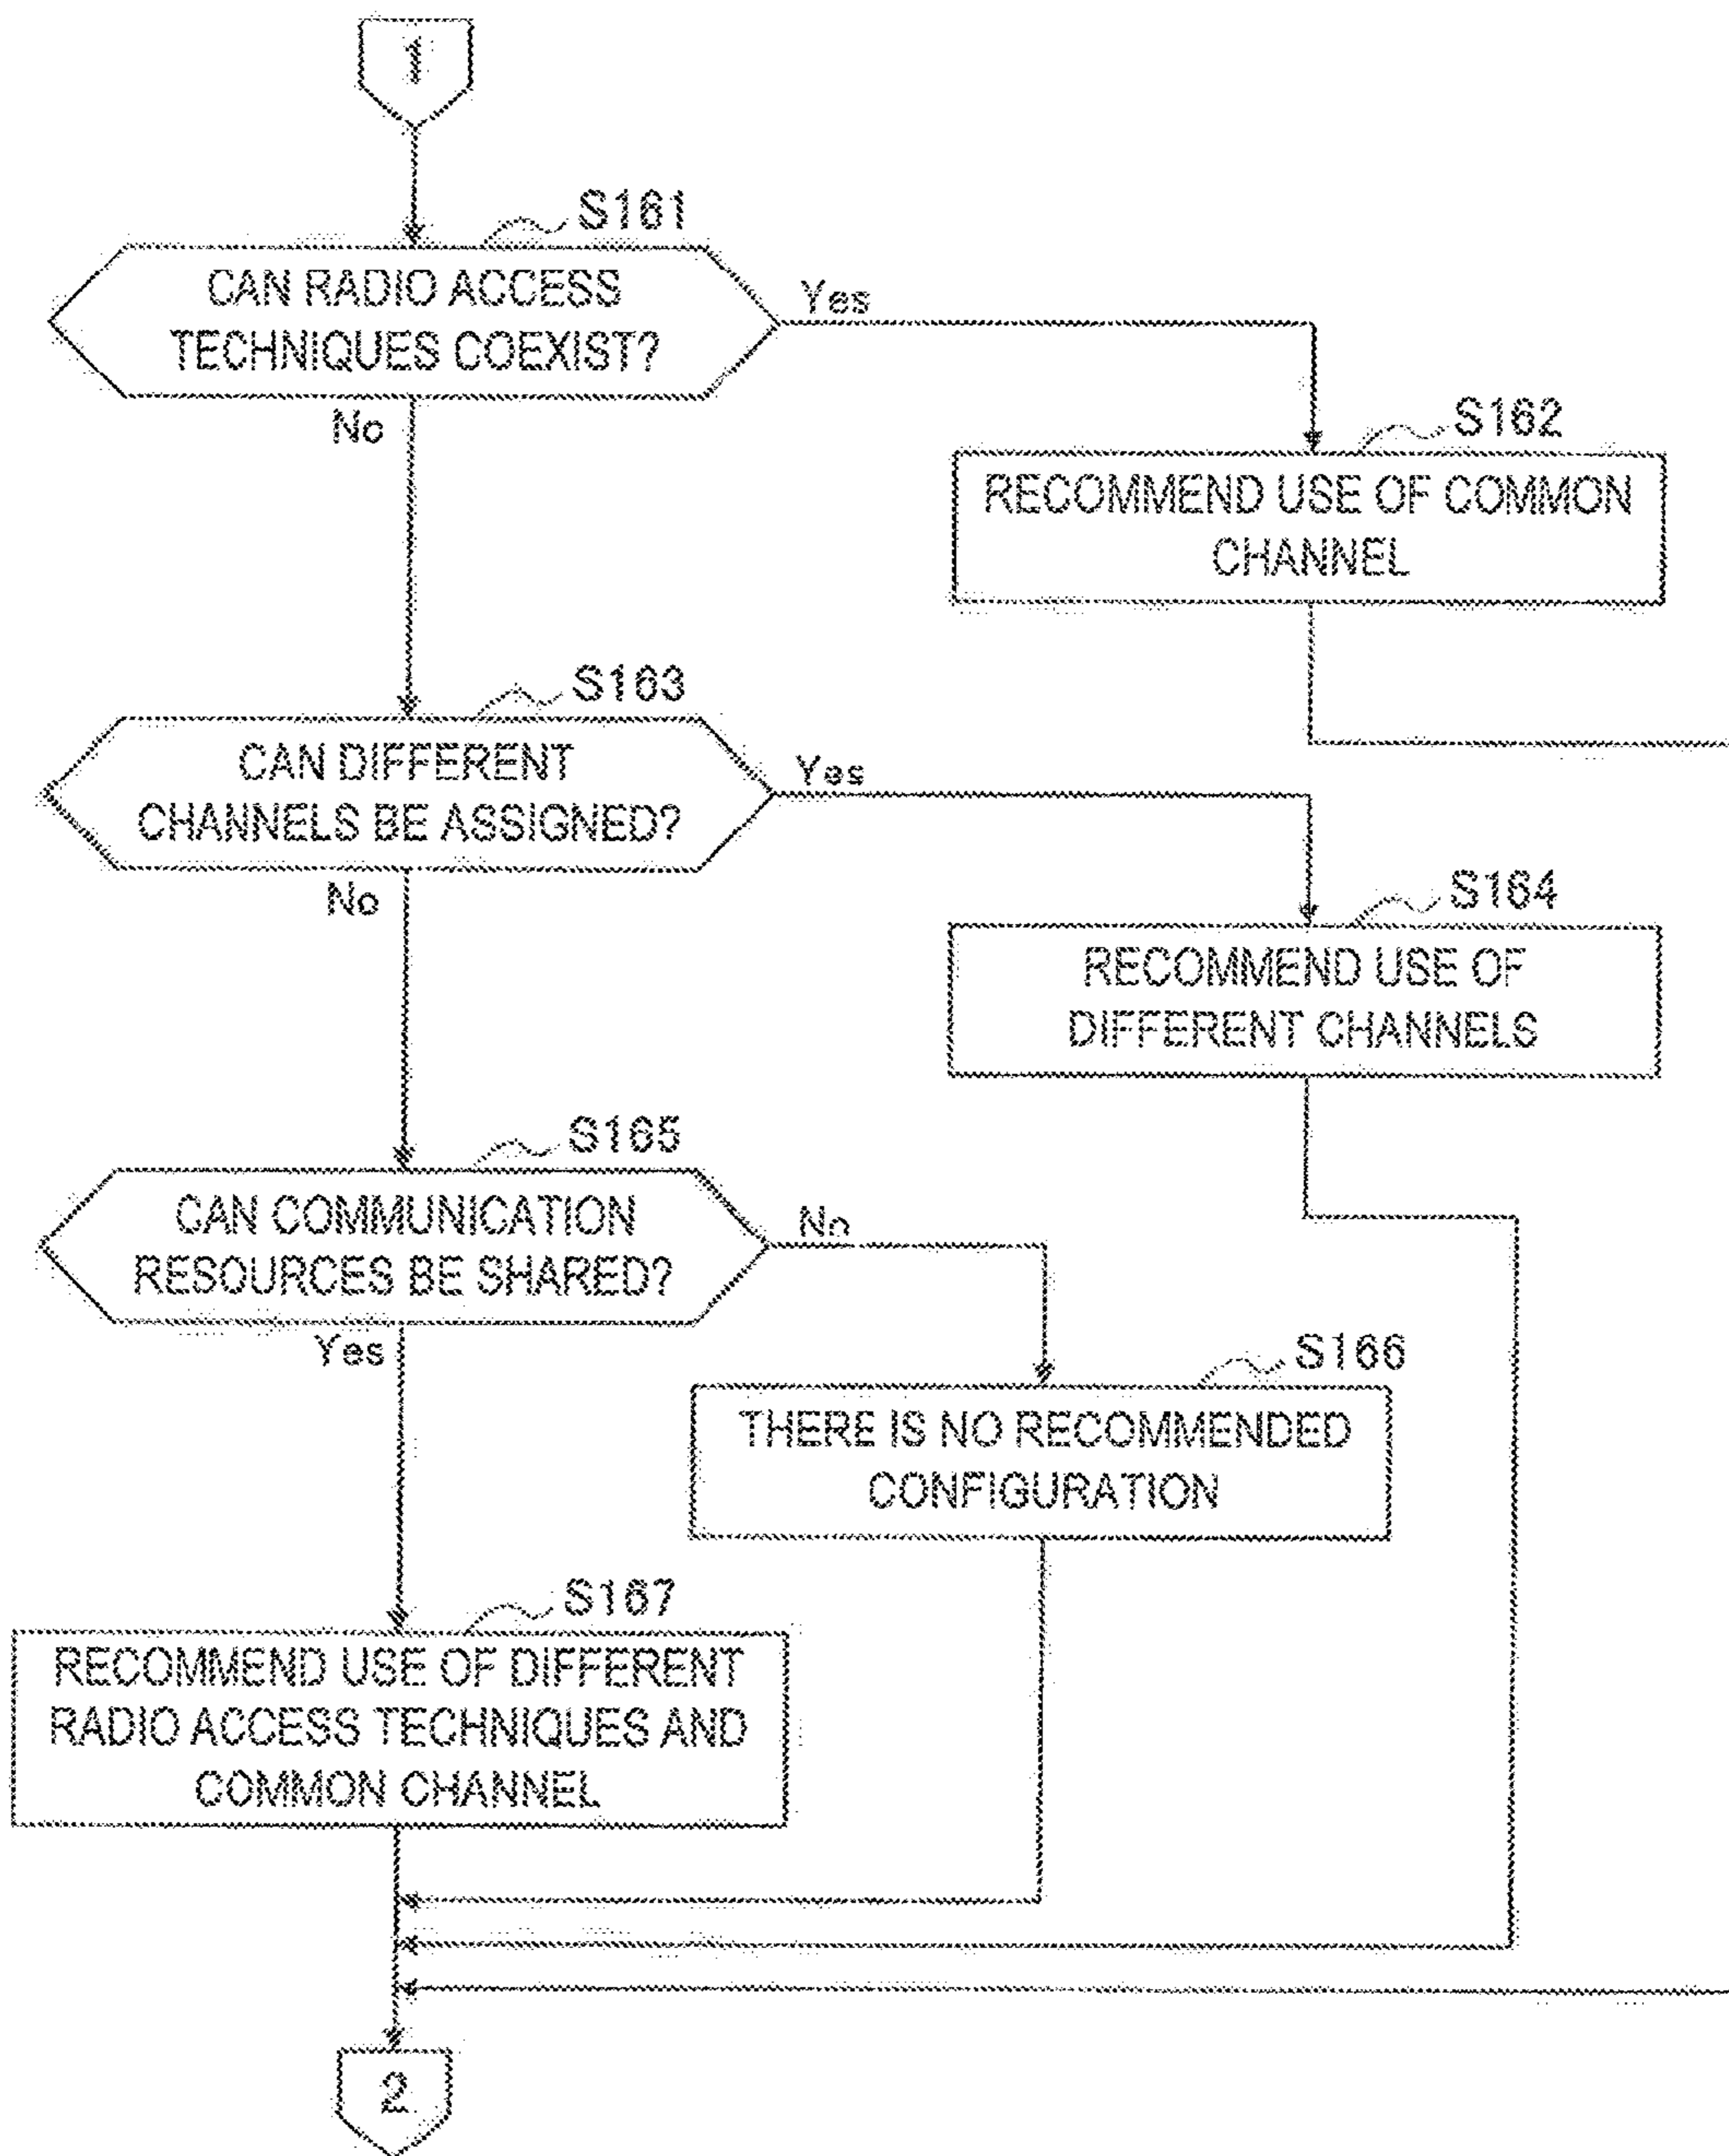 1
S161
CAN RADIO ACCESS
TECHNIQUES COEXIST?
Yes
No
S162
RECOMMEND USE OF COMMON
CHANNEL
S163
CAN DIFFERENT
CHANNELS BE ASSIGNED?
Yes
No
S164
RECOMMEND USE OF
DIFFERENT CHANNELS
S165
CAN COMMUNICATION
RESOURCES BE SHARED?
No
Yes
S166
THERE IS NO RECOMMENDED
CONFIGURATION
S167
RECOMMEND USE OF DIFFERENT
RADIO ACCESS TECHNIQUES AND
COMMON CHANNEL
2